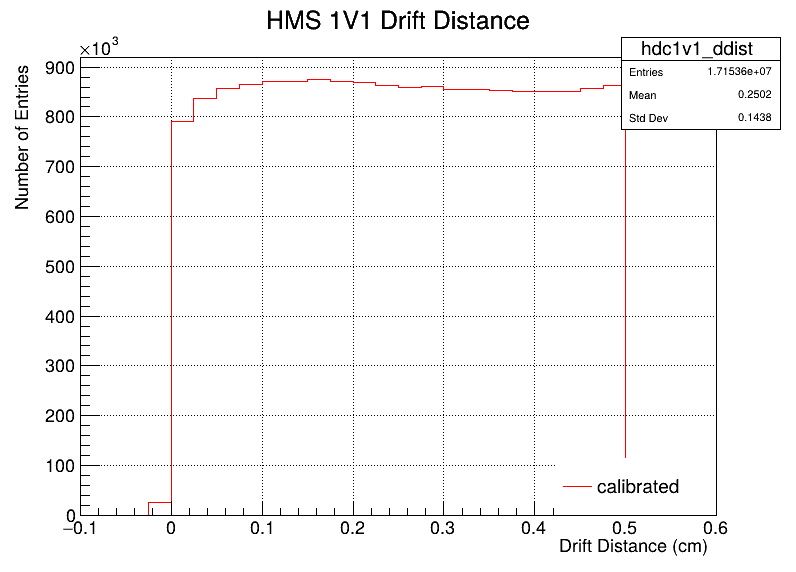 HMS 1V1 Drift Distance
×10³
hdc1v1_ddist
Entries 1.71536e+07
Mean 0.2502
Std Dev 0.1438
Number of Entries
900
800
700
600
500
400
300
200
100
0
calibrated
−0.1 0 0.1 0.2 0.3 0.4 0.5 0.6
Drift Distance (cm)